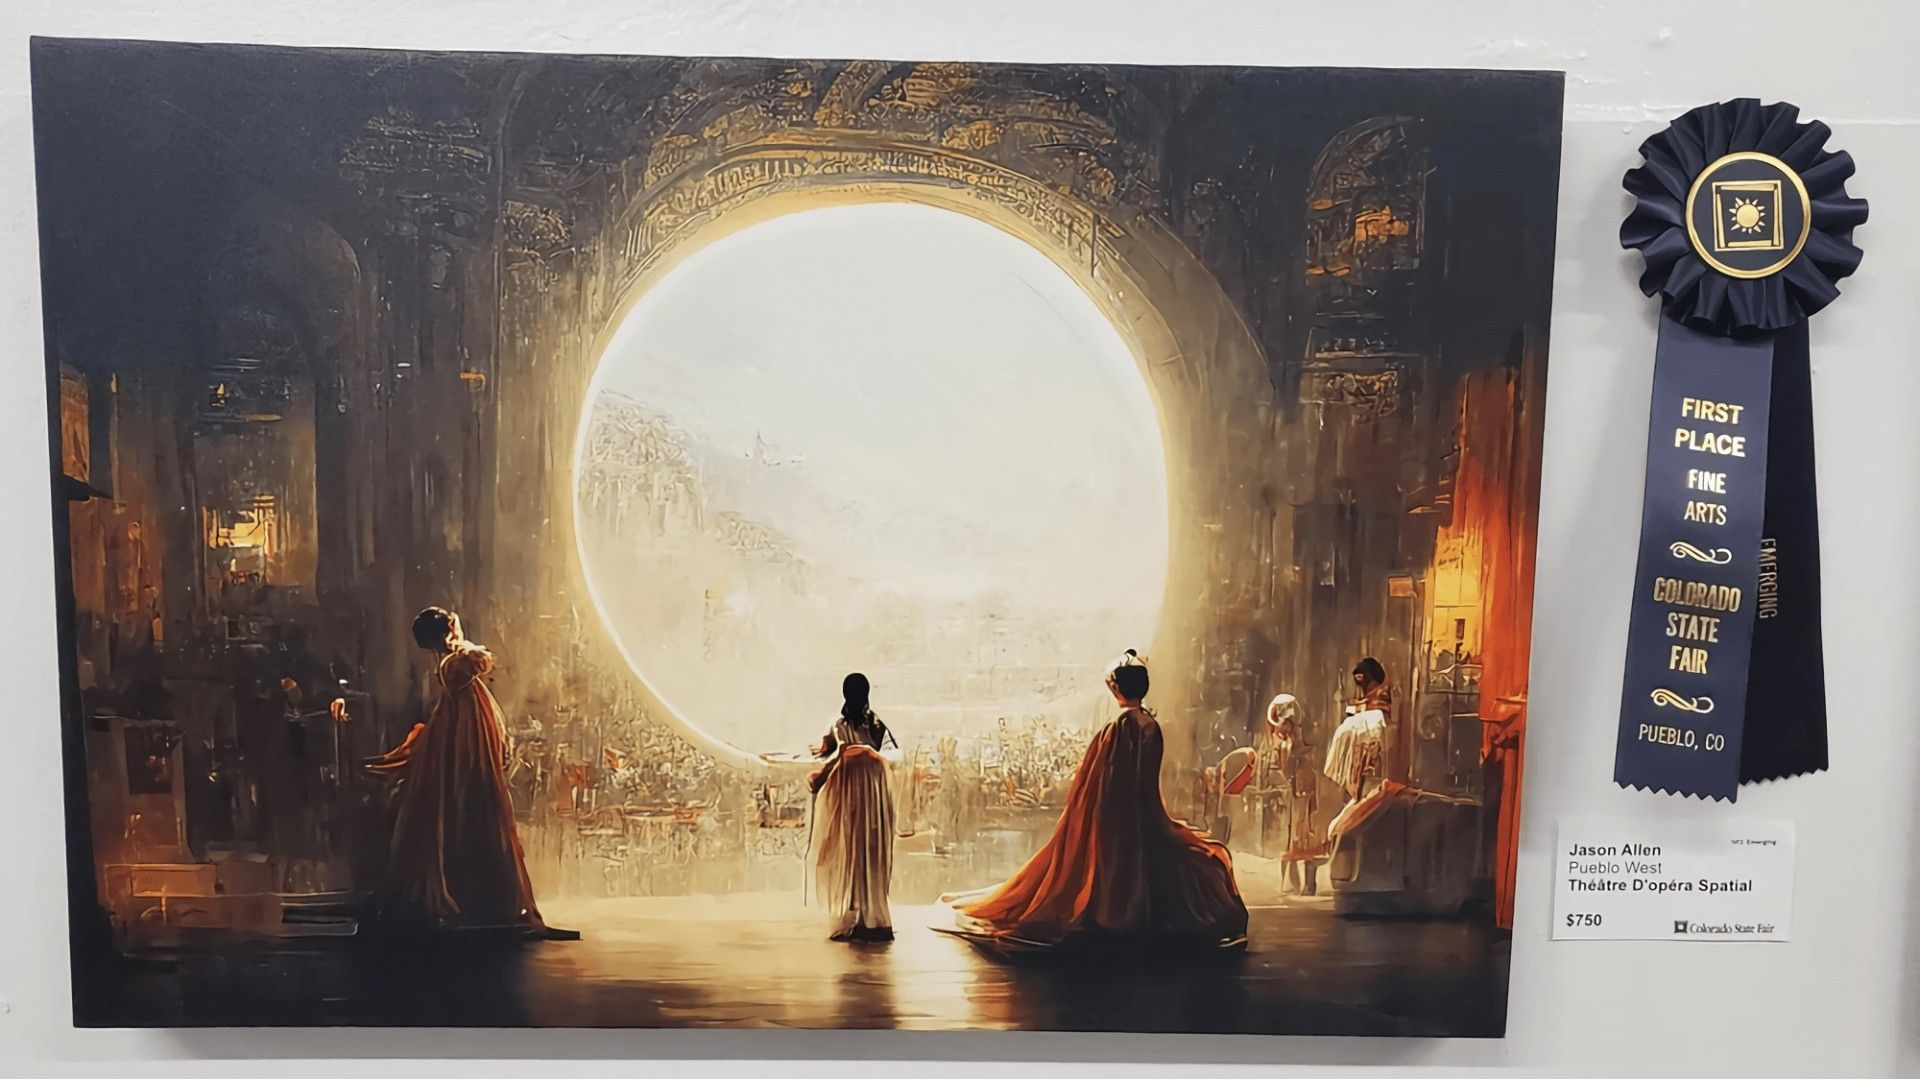 FIRST
PLACE
FINE
ARTS
COLORADO
STATE
FAIR
PUEBLO, CO
EMERGING
Jason Allen
Pueblo West
Théâtre D'opéra Spatial
$750
Colorado State Fair